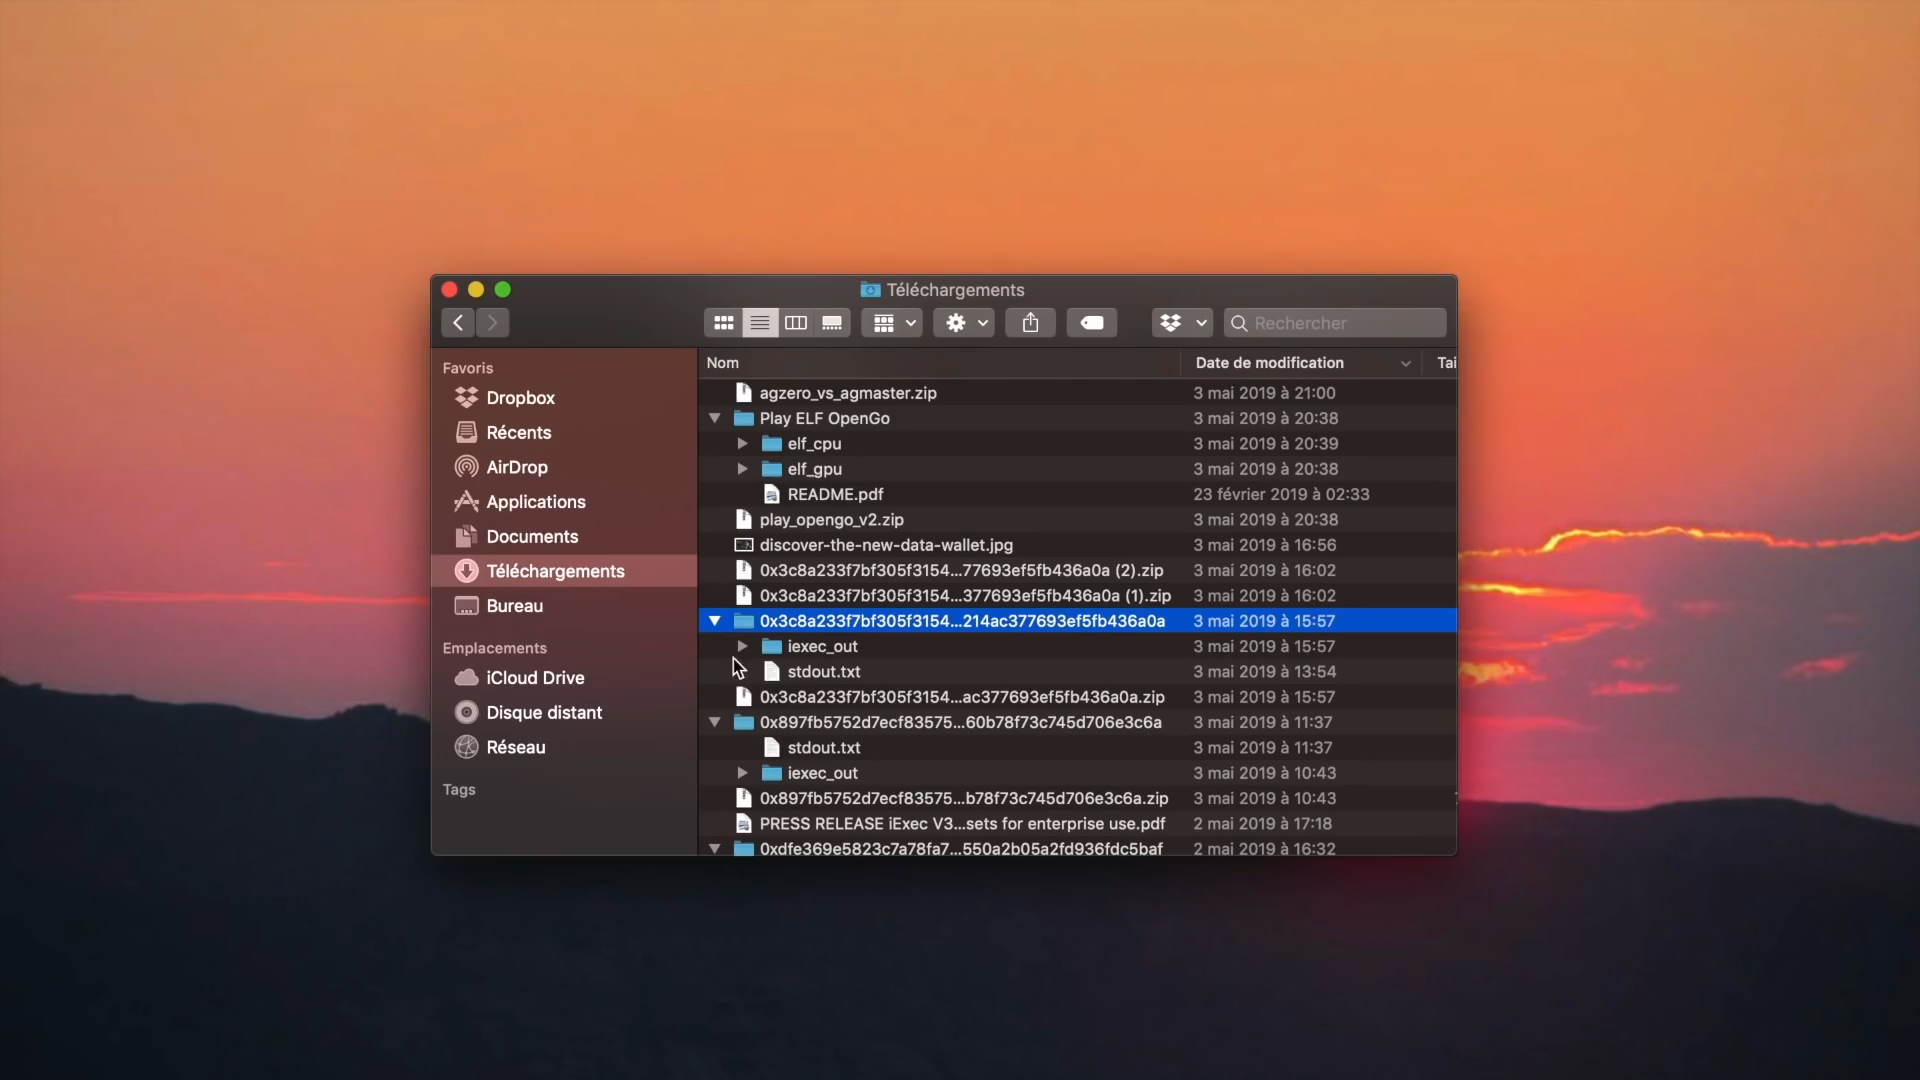 Téléchargements
Rechercher
Favoris
Dropbox
Récents
AirDrop
Applications
Documents
Téléchargements
Bureau
Emplacements
iCloud Drive
Disque distant
Réseau
Tags
Nom Date de modification Tai
agzero_vs_agmaster.zip 3 mai 2019 à 21:00
Play ELF OpenGo 3 mai 2019 à 20:38
elf_cpu 3 mai 2019 à 20:39
elf_gpu 3 mai 2019 à 20:38
README.pdf 23 février 2019 à 02:33
play_opengo_v2.zip 3 mai 2019 à 20:38
discover-the-new-data-wallet.jpg 3 mai 2019 à 16:56
0x3c8a233f7bf305f3154...77693ef5fb436a0a (2).zip 3 mai 2019 à 16:02
0x3c8a233f7bf305f3154...377693ef5fb436a0a (1).zip 3 mai 2019 à 16:02
0x3c8a233f7bf305f3154...214ac377693ef5fb436a0a 3 mai 2019 à 15:57
iexec_out 3 mai 2019 à 15:57
stdout.txt 3 mai 2019 à 13:54
0x3c8a233f7bf305f3154...ac377693ef5fb436a0a.zip 3 mai 2019 à 15:57
0x897fb5752d7ecf83575...60b78f73c745d706e3c6a 3 mai 2019 à 11:37
stdout.txt 3 mai 2019 à 11:37
iexec_out 3 mai 2019 à 10:43
0x897fb5752d7ecf83575...b78f73c745d706e3c6a.zip 3 mai 2019 à 10:43
PRESS RELEASE iExec V3...sets for enterprise use.pdf 2 mai 2019 à 17:18
0xdfe369e5823c7a78fa7...550a2b05a2fd936fdc5baf 2 mai 2019 à 16:32